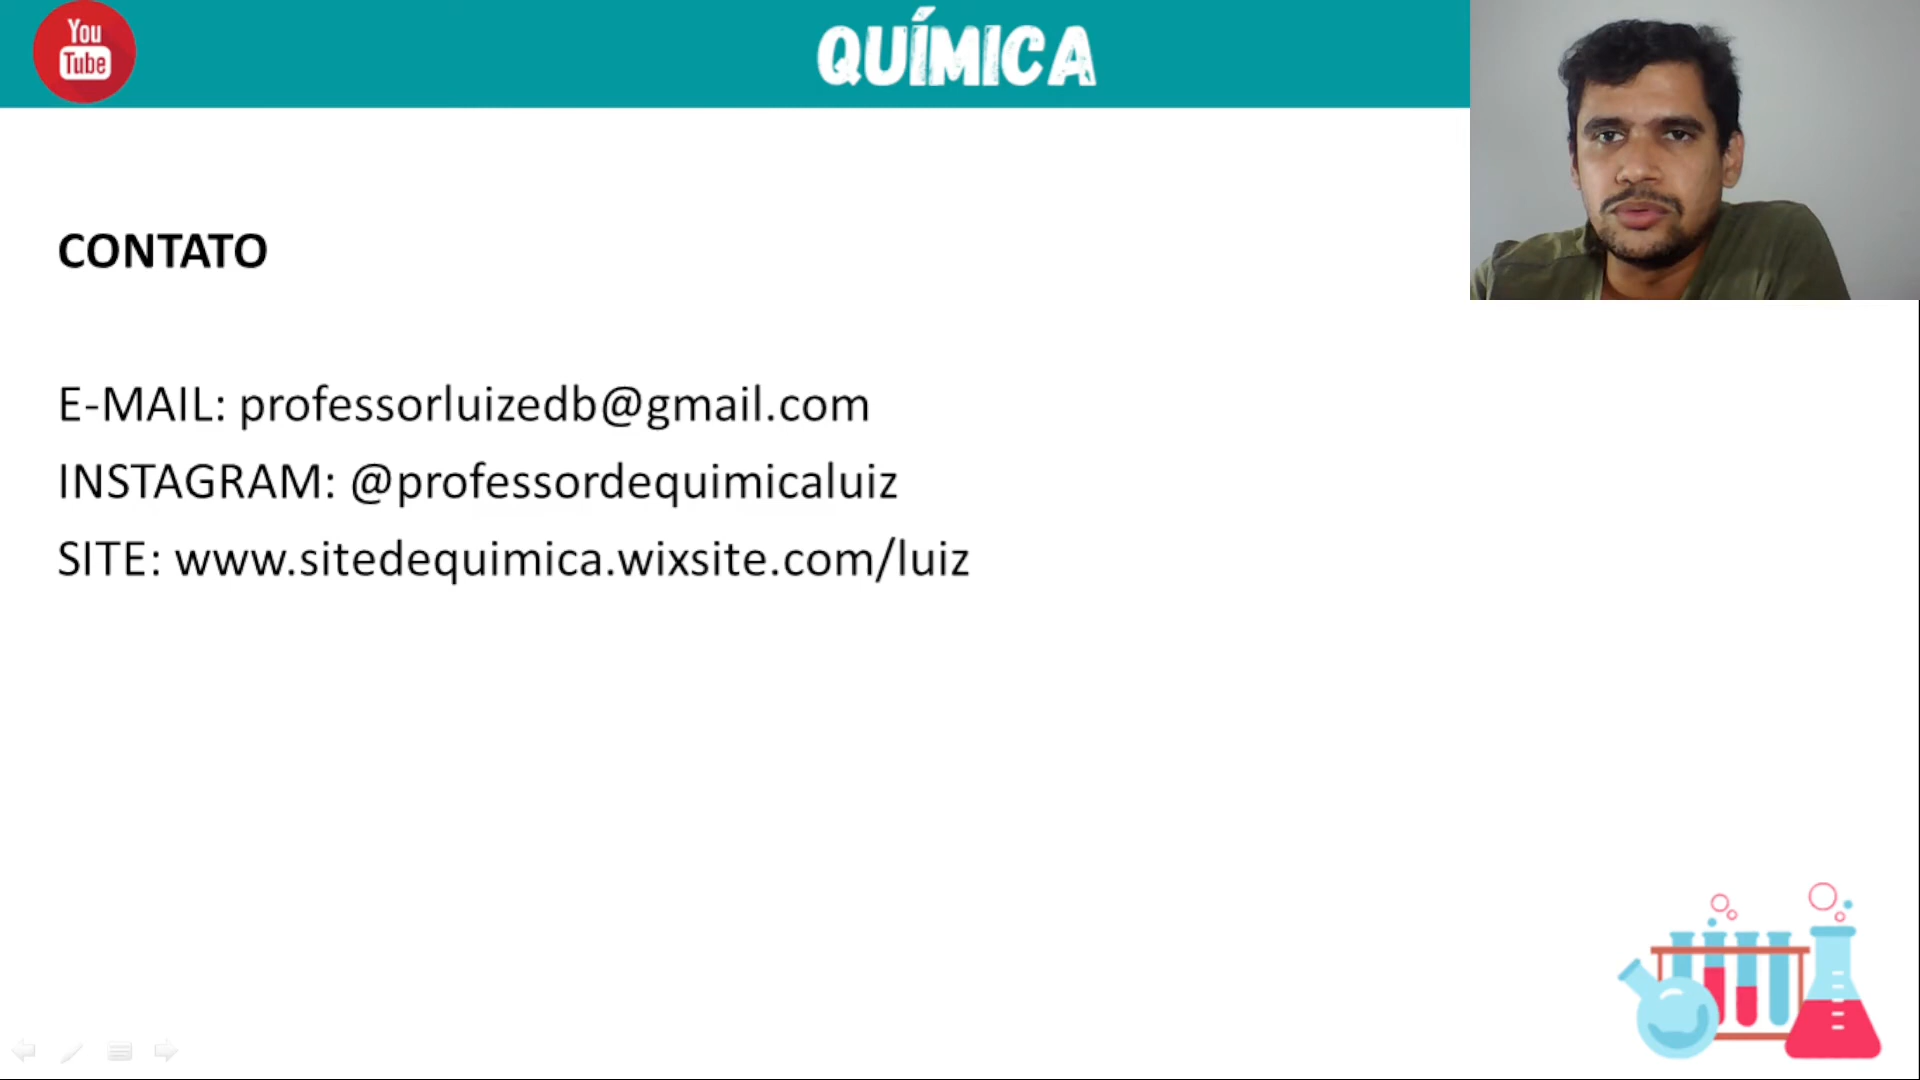 You
Tube
QUÍMICA
CONTATO
E-MAIL: professorluizedb@gmail.com
INSTAGRAM: @professordequimicaluiz
SITE: www.sitedequimica.wixsite.com/luiz